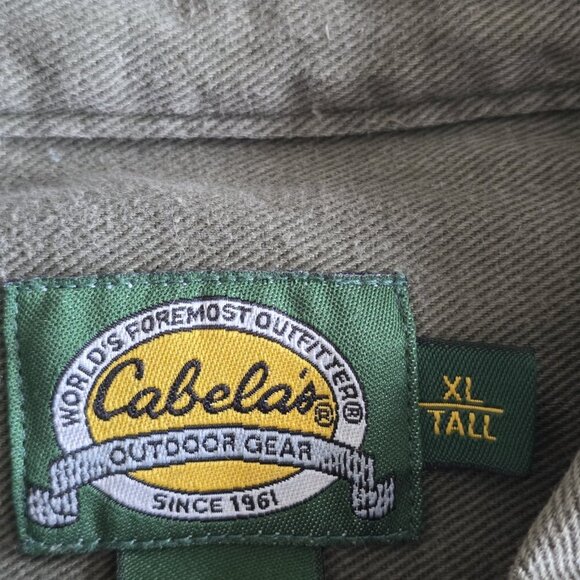 WORLD'S FOREMOST OUTFITTER®
Cabela's®
OUTDOOR GEAR
SINCE 1961
XL
TALL